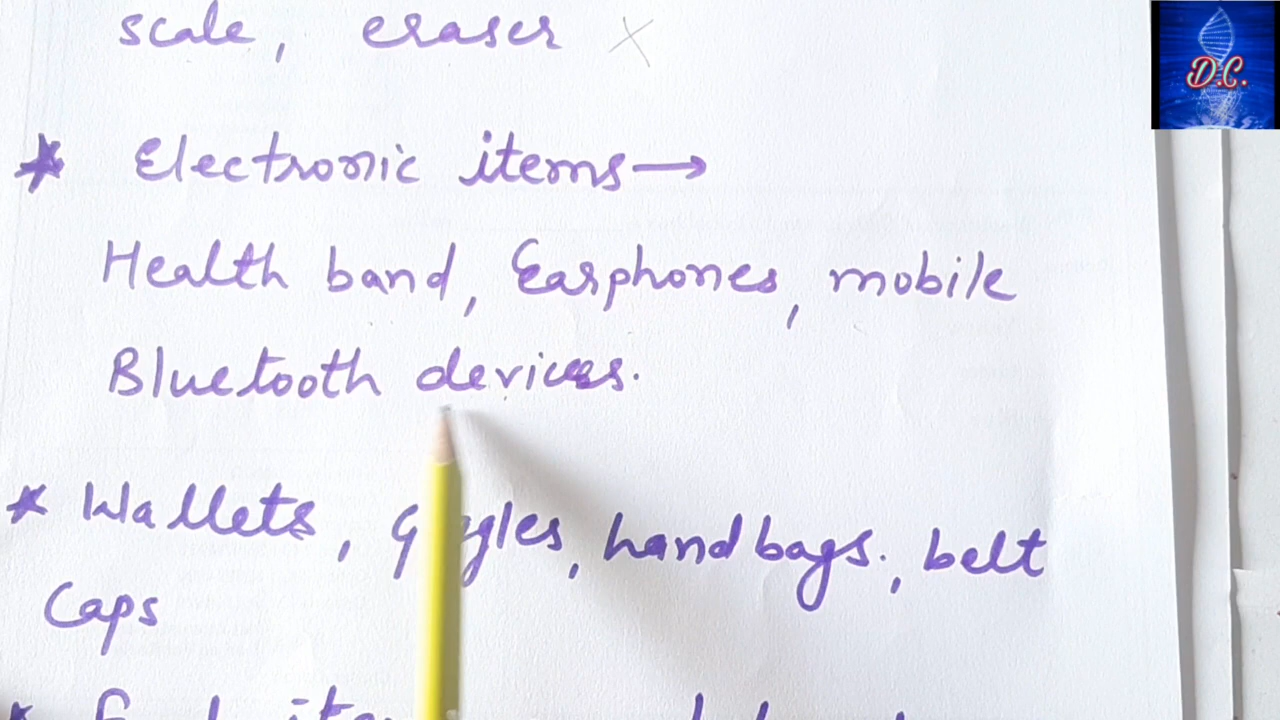 scale, eraser ×
* Electronic items →
Health band, Earphones, mobile
Bluetooth devices.
* Wallets, handbags., belt
Caps
D.C.